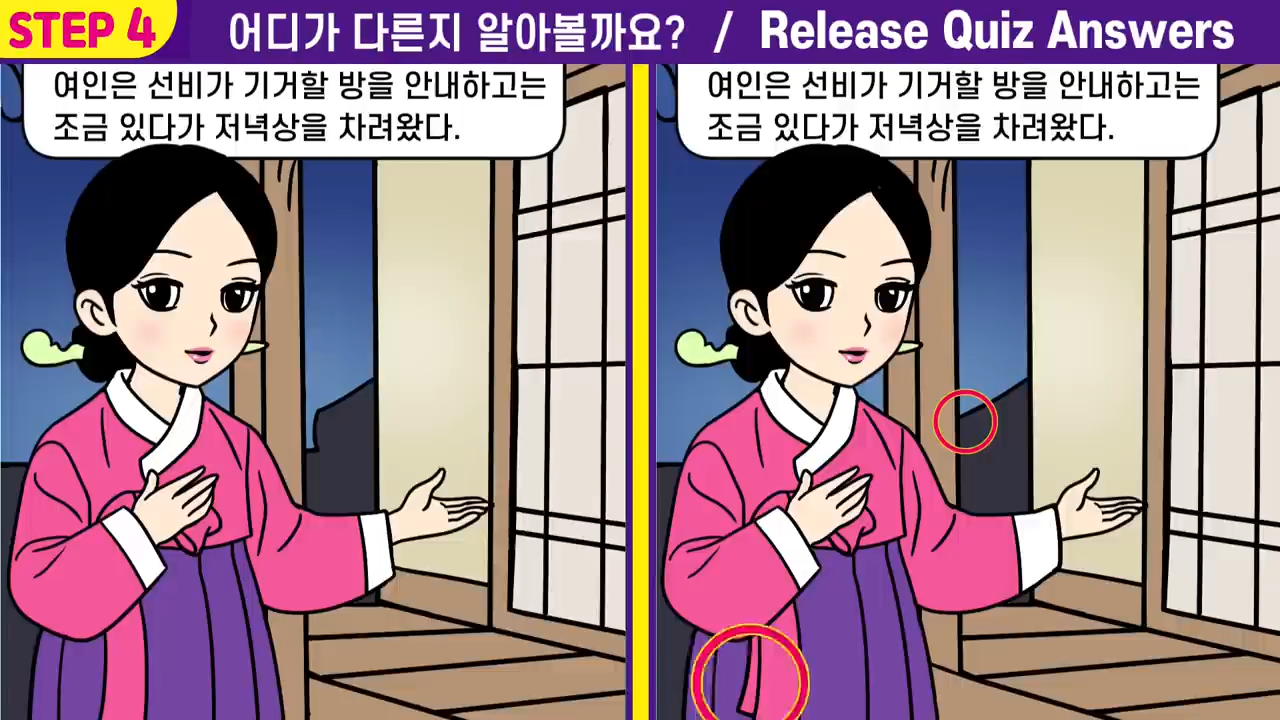 STEP 4
어디가 다른지 알아볼까요? / Release Quiz Answers
여인은 선비가 기거할 방을 안내하고는
조금 있다가 저녁상을 차려왔다.
여인은 선비가 기거할 방을 안내하고는
조금 있다가 저녁상을 차려왔다.